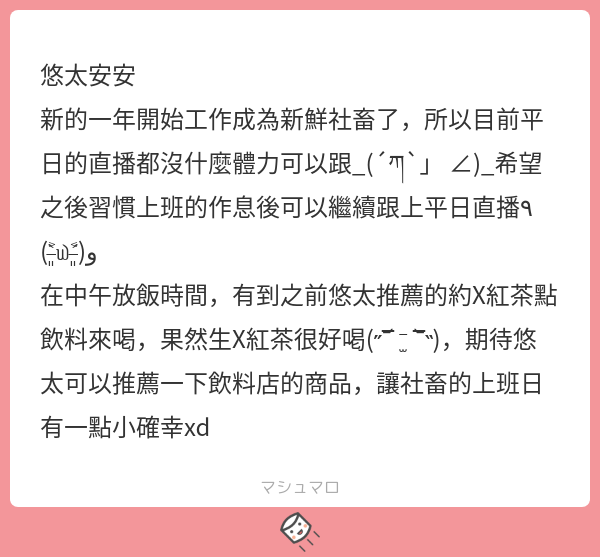 悠太安安
新的一年開始工作成為新鮮社畜了，所以目前平
日的直播都沒什麼體力可以跟_(´ཀ`」 ∠)_希望
之後習慣上班的作息後可以繼續跟上平日直播٩
(ˊᗜˋ*)و
在中午放飯時間，有到之前悠太推薦的約X紅茶點
飲料來喝，果然生X紅茶很好喝(˶‾᷄ ⁻̫ ‾᷅˵)，期待悠
太可以推薦一下飲料店的商品，讓社畜的上班日
有一點小確幸xd
マシュマロ